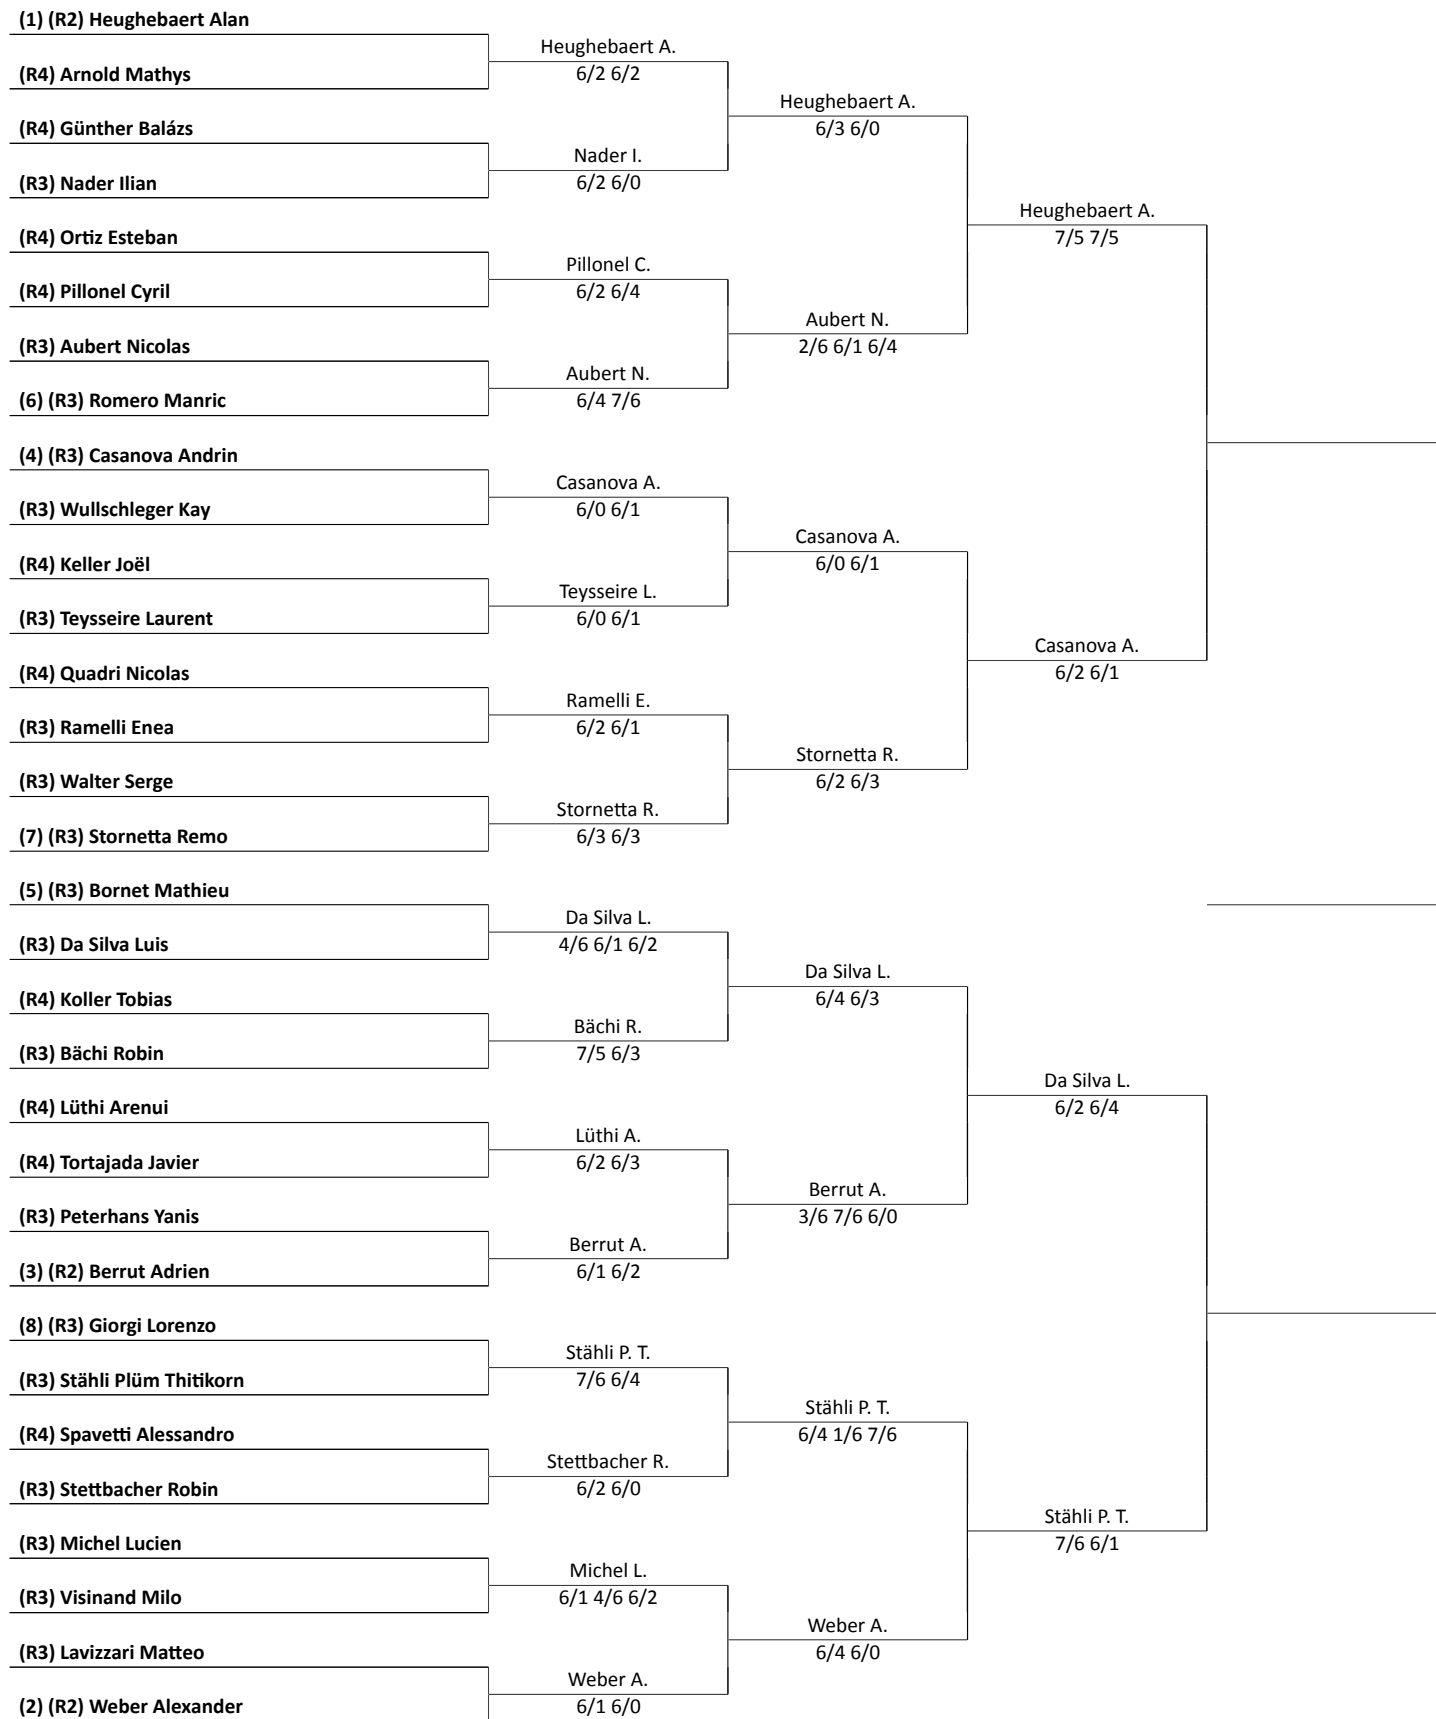 (1) (R2) Heughebaert Alan
Heughebaert A.
(R4) Arnold Mathys
6/2 6/2
Heughebaert A.
(R4) Günther Balázs
6/3 6/0
Nader I.
(R3) Nader Ilian
6/2 6/0
Heughebaert A.
(R4) Ortiz Esteban
7/5 7/5
Pillonel C.
(R4) Pillonel Cyril
6/2 6/4
Aubert N.
(R3) Aubert Nicolas
2/6 6/1 6/4
Aubert N.
(6) (R3) Romero Manric
6/4 7/6
(4) (R3) Casanova Andrin
Casanova A.
(R3) Wullschleger Kay
6/0 6/1
Casanova A.
(R4) Keller Joël
6/0 6/1
Teysseire L.
(R3) Teysseire Laurent
6/0 6/1
Casanova A.
(R4) Quadri Nicolas
6/2 6/1
Ramelli E.
(R3) Ramelli Enea
6/2 6/1
Stornetta R.
(R3) Walter Serge
6/2 6/3
Stornetta R.
(7) (R3) Stornetta Remo
6/3 6/3
(5) (R3) Bornet Mathieu
Da Silva L.
(R3) Da Silva Luis
4/6 6/1 6/2
Da Silva L.
(R4) Koller Tobias
6/4 6/3
Bächi R.
(R3) Bächi Robin
7/5 6/3
Da Silva L.
(R4) Lüthi Arenui
6/2 6/4
Lüthi A.
(R4) Tortajada Javier
6/2 6/3
Berrut A.
(R3) Peterhans Yanis
3/6 7/6 6/0
Berrut A.
(3) (R2) Berrut Adrien
6/1 6/2
(8) (R3) Giorgi Lorenzo
Stähli P. T.
(R3) Stähli Plüm Thitikorn
7/6 6/4
Stähli P. T.
(R4) Spavetti Alessandro
6/4 1/6 7/6
Stettbacher R.
(R3) Stettbacher Robin
6/2 6/0
Stähli P. T.
(R3) Michel Lucien
7/6 6/1
Michel L.
(R3) Visinand Milo
6/1 4/6 6/2
Weber A.
(R3) Lavizzari Matteo
6/4 6/0
Weber A.
(2) (R2) Weber Alexander
6/1 6/0